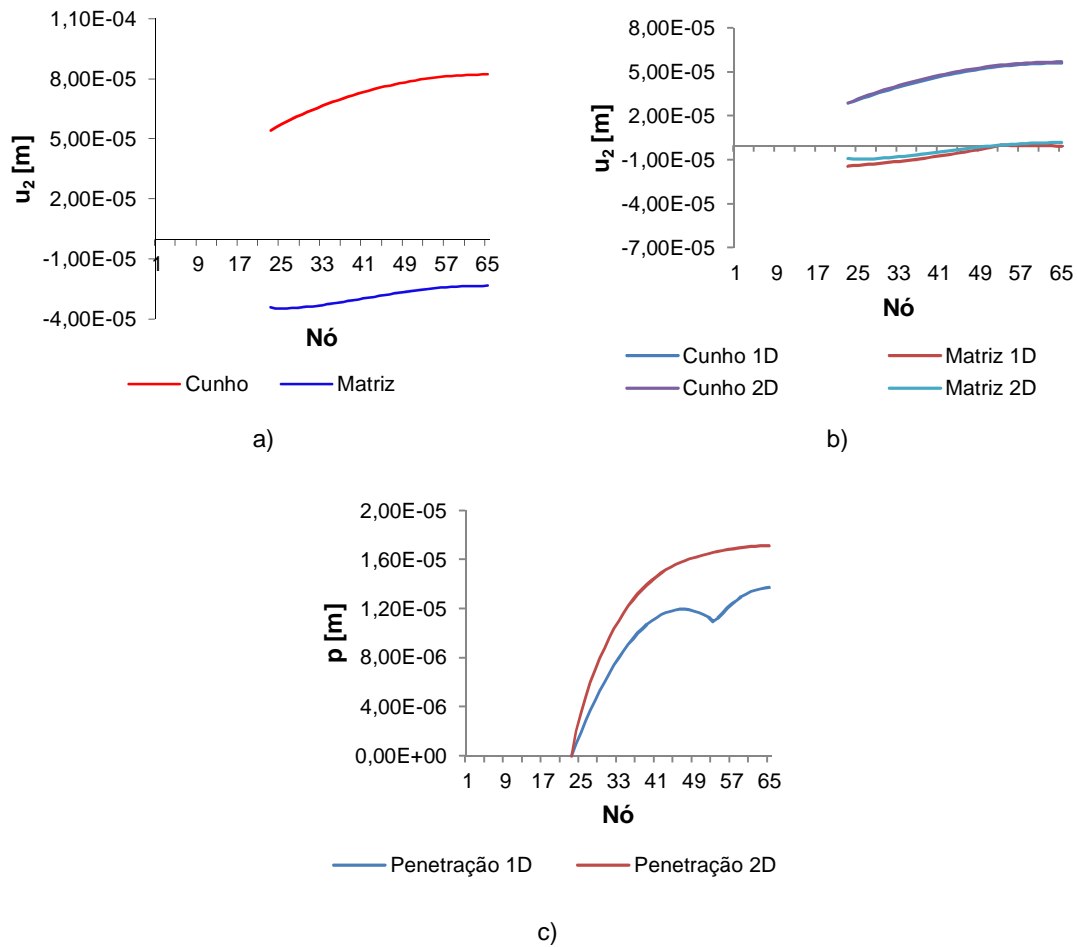 1,10E-04
8,00E-05
5,00E-05
2,00E-05
-1,00E-05
-4,00E-05
u2 [m]
1 9 17 25 33 41 49 57 65
Nó
Cunho Matriz
a)
8,00E-05
5,00E-05
2,00E-05
-1,00E-05
-4,00E-05
-7,00E-05
u2 [m]
1 9 17 25 33 41 49 57 65
Nó
Cunho 1D Matriz 1D
Cunho 2D Matriz 2D
b)
2,00E-05
1,60E-05
1,20E-05
8,00E-06
4,00E-06
0,00E+00
p [m]
1 9 17 25 33 41 49 57 65
Nó
Penetração 1D Penetração 2D
c)